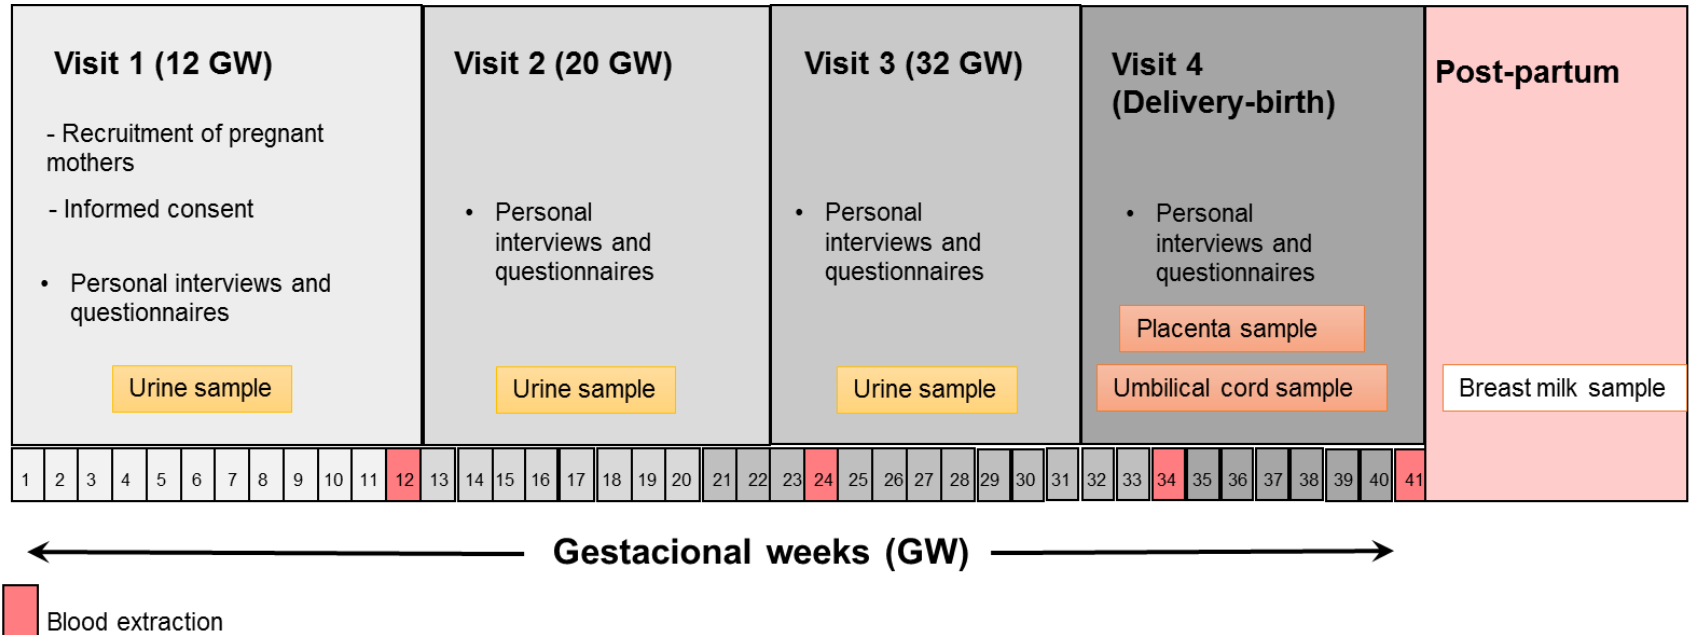 Visit 1 (12 GW)
- Recruitment of pregnant
mothers
- Informed consent
• Personal interviews and
questionnaires
Urine sample
Visit 2 (20 GW)
• Personal
interviews and
questionnaires
Urine sample
Visit 3 (32 GW)
• Personal
interviews and
questionnaires
Urine sample
Visit 4
(Delivery-birth)
• Personal
interviews and
questionnaires
Placenta sample
Umbilical cord sample
Post-partum
Breast milk sample
1 2 3 4 5 6 7 8 9 10 11 12 13 14 15 16 17 18 19 20 21 22 23 24 25 26 27 28 29 30 31 32 33 34 35 36 37 38 39 40 41
Gestacional weeks (GW)
Blood extraction